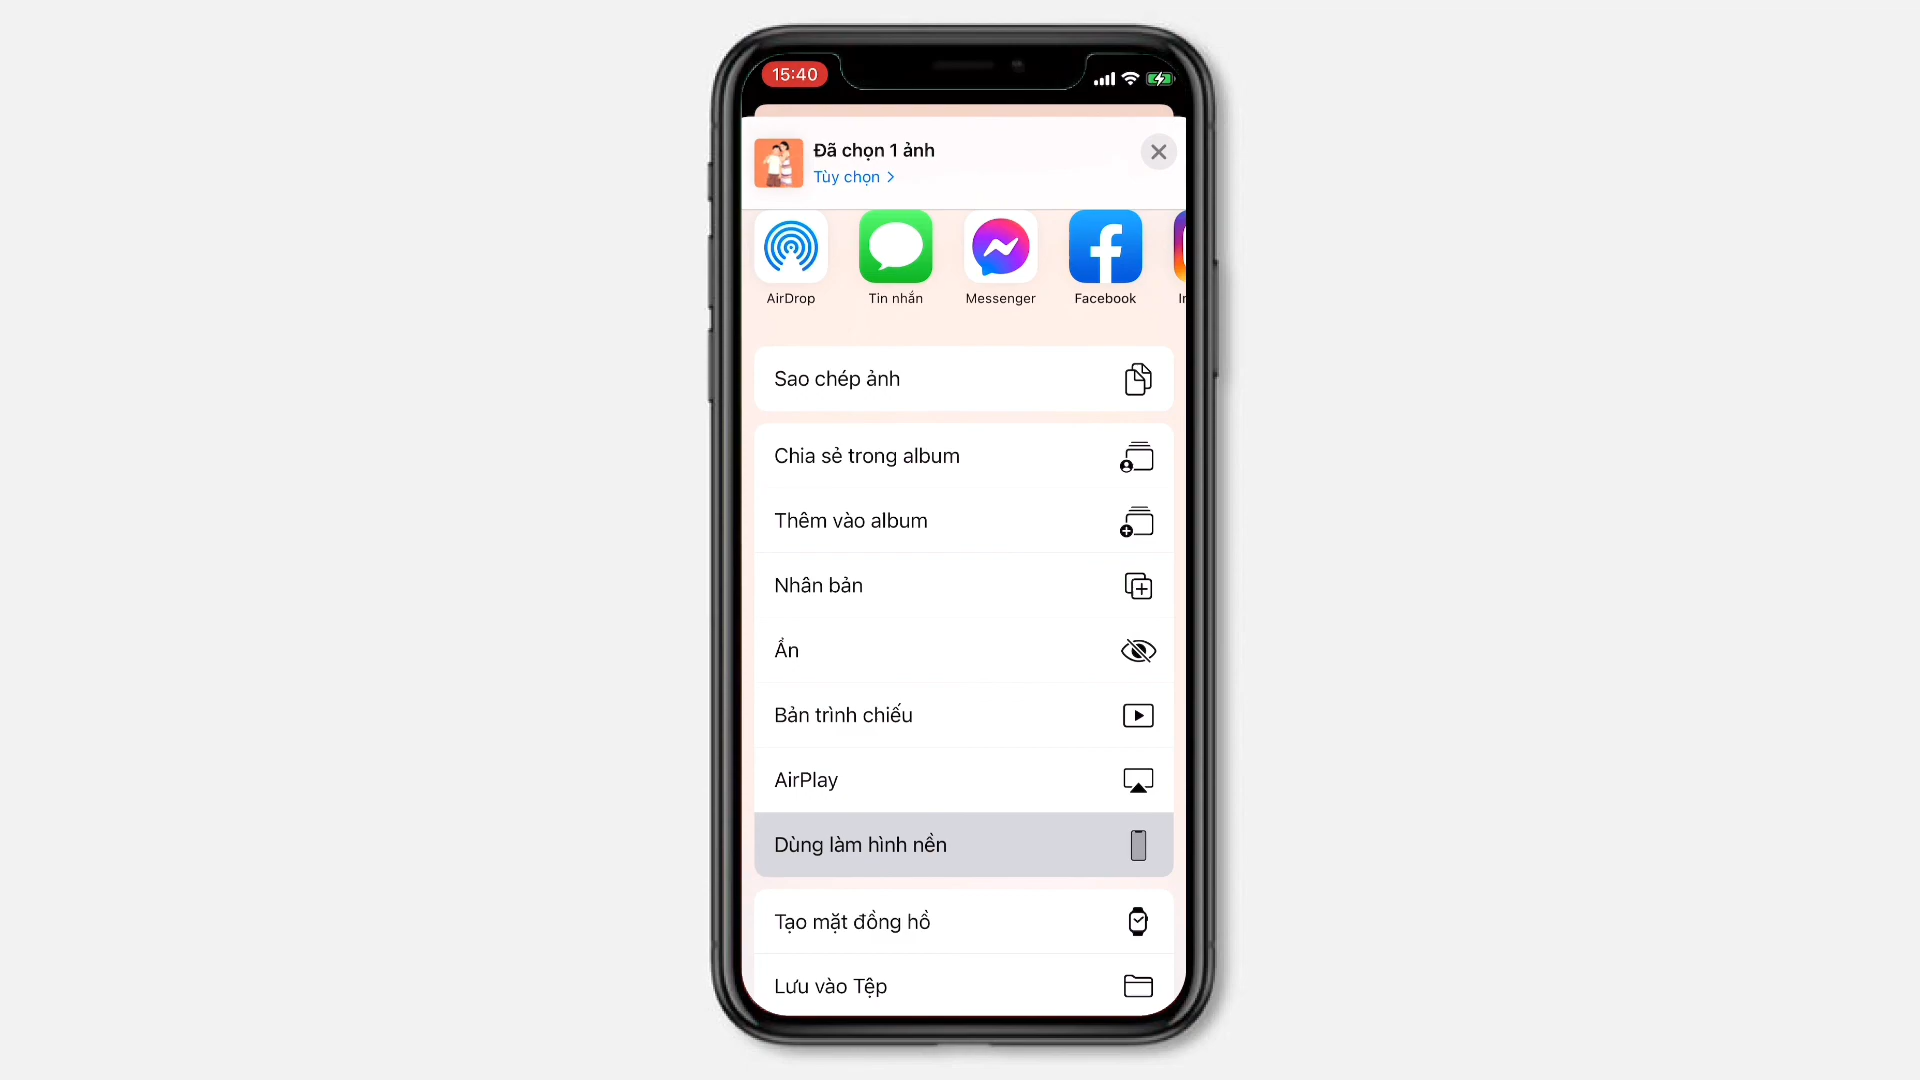 15:40
Đã chọn 1 ảnh
Tùy chọn
AirDrop
Tin nhắn
Messenger
Facebook
Sao chép ảnh
Chia sẻ trong album
Thêm vào album
Nhân bản
Ẩn
Bản trình chiếu
AirPlay
Dùng làm hình nền
Tạo mặt đồng hồ
Lưu vào Tệp